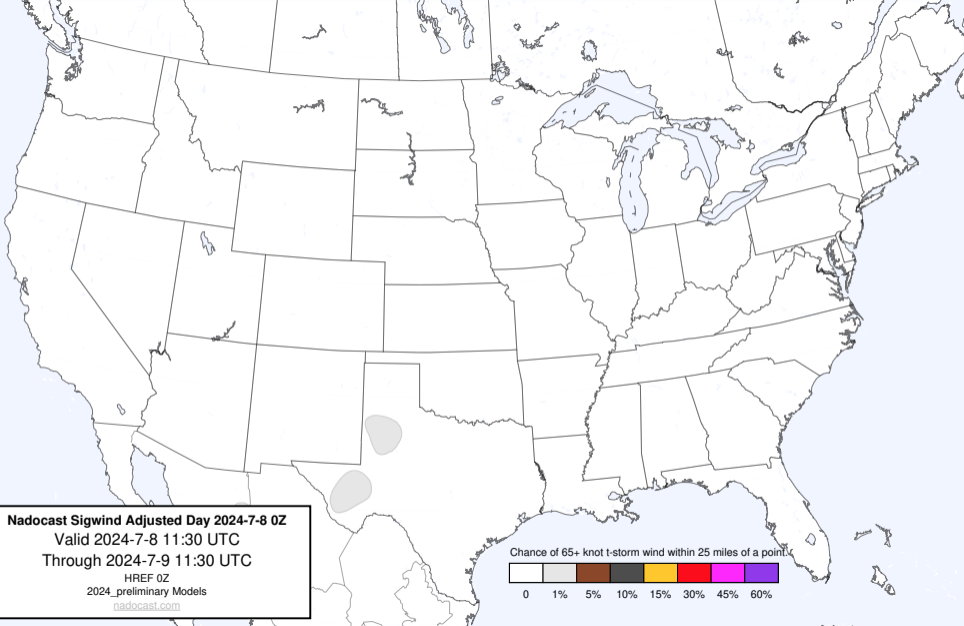 Nadocast Sigwind Adjusted Day 2024-7-8 0Z
Valid 2024-7-8 11:30 UTC
Through 2024-7-9 11:30 UTC
HREF 0Z
2024_preliminary Models
nadocast.com
Chance of 65+ knot t-storm wind within 25 miles of a point.
0 1% 5% 10% 15% 30% 45% 60%